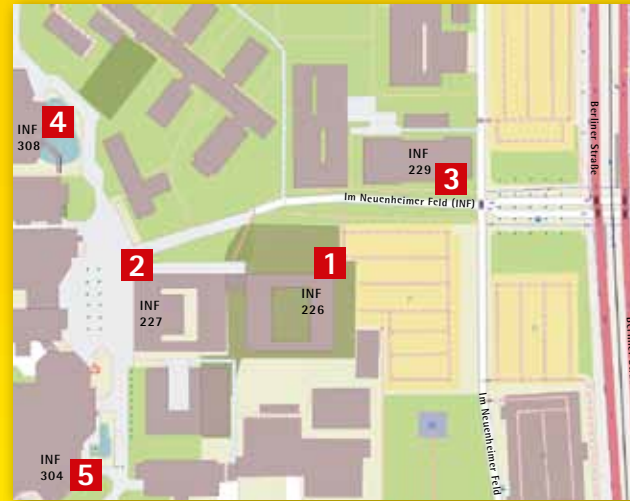 4
INF
308
INF
229
3
Berliner Straße
Im Neuenheimer Feld (INF)
2
1
INF
227
INF
226
Im Neuenheimer Feld
INF
304
5